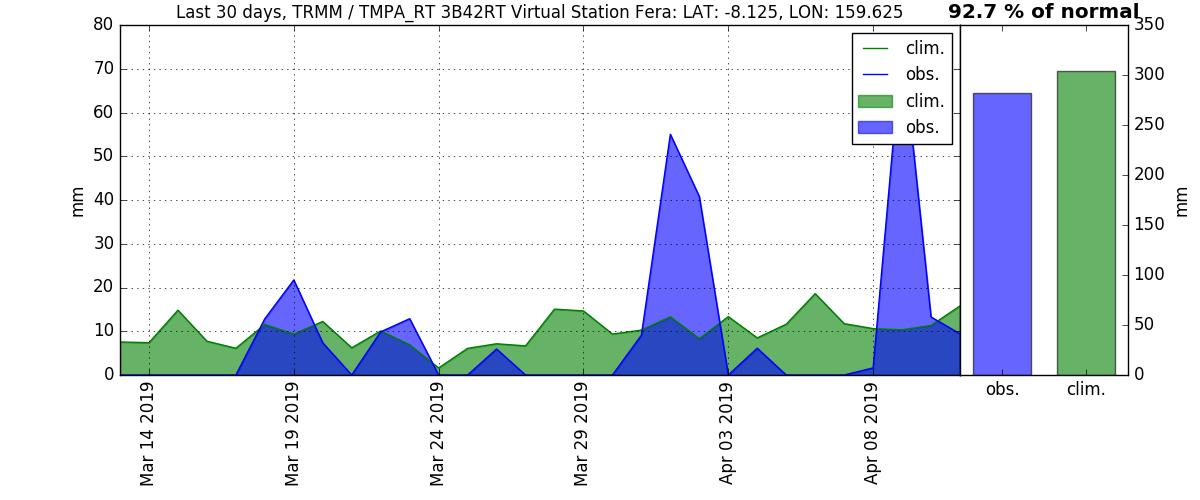 Last 30 days, TRMM / TMPA_RT 3B42RT Virtual Station Fera: LAT: -8.125, LON: 159.625
92.7 % of normal
80
70
60
50
40
30
20
10
0
mm
clim.
obs.
clim.
obs.
350
300
250
200
150
100
50
0
mm
obs.
clim.
Mar 14 2019
Mar 19 2019
Mar 24 2019
Mar 29 2019
Apr 03 2019
Apr 08 2019